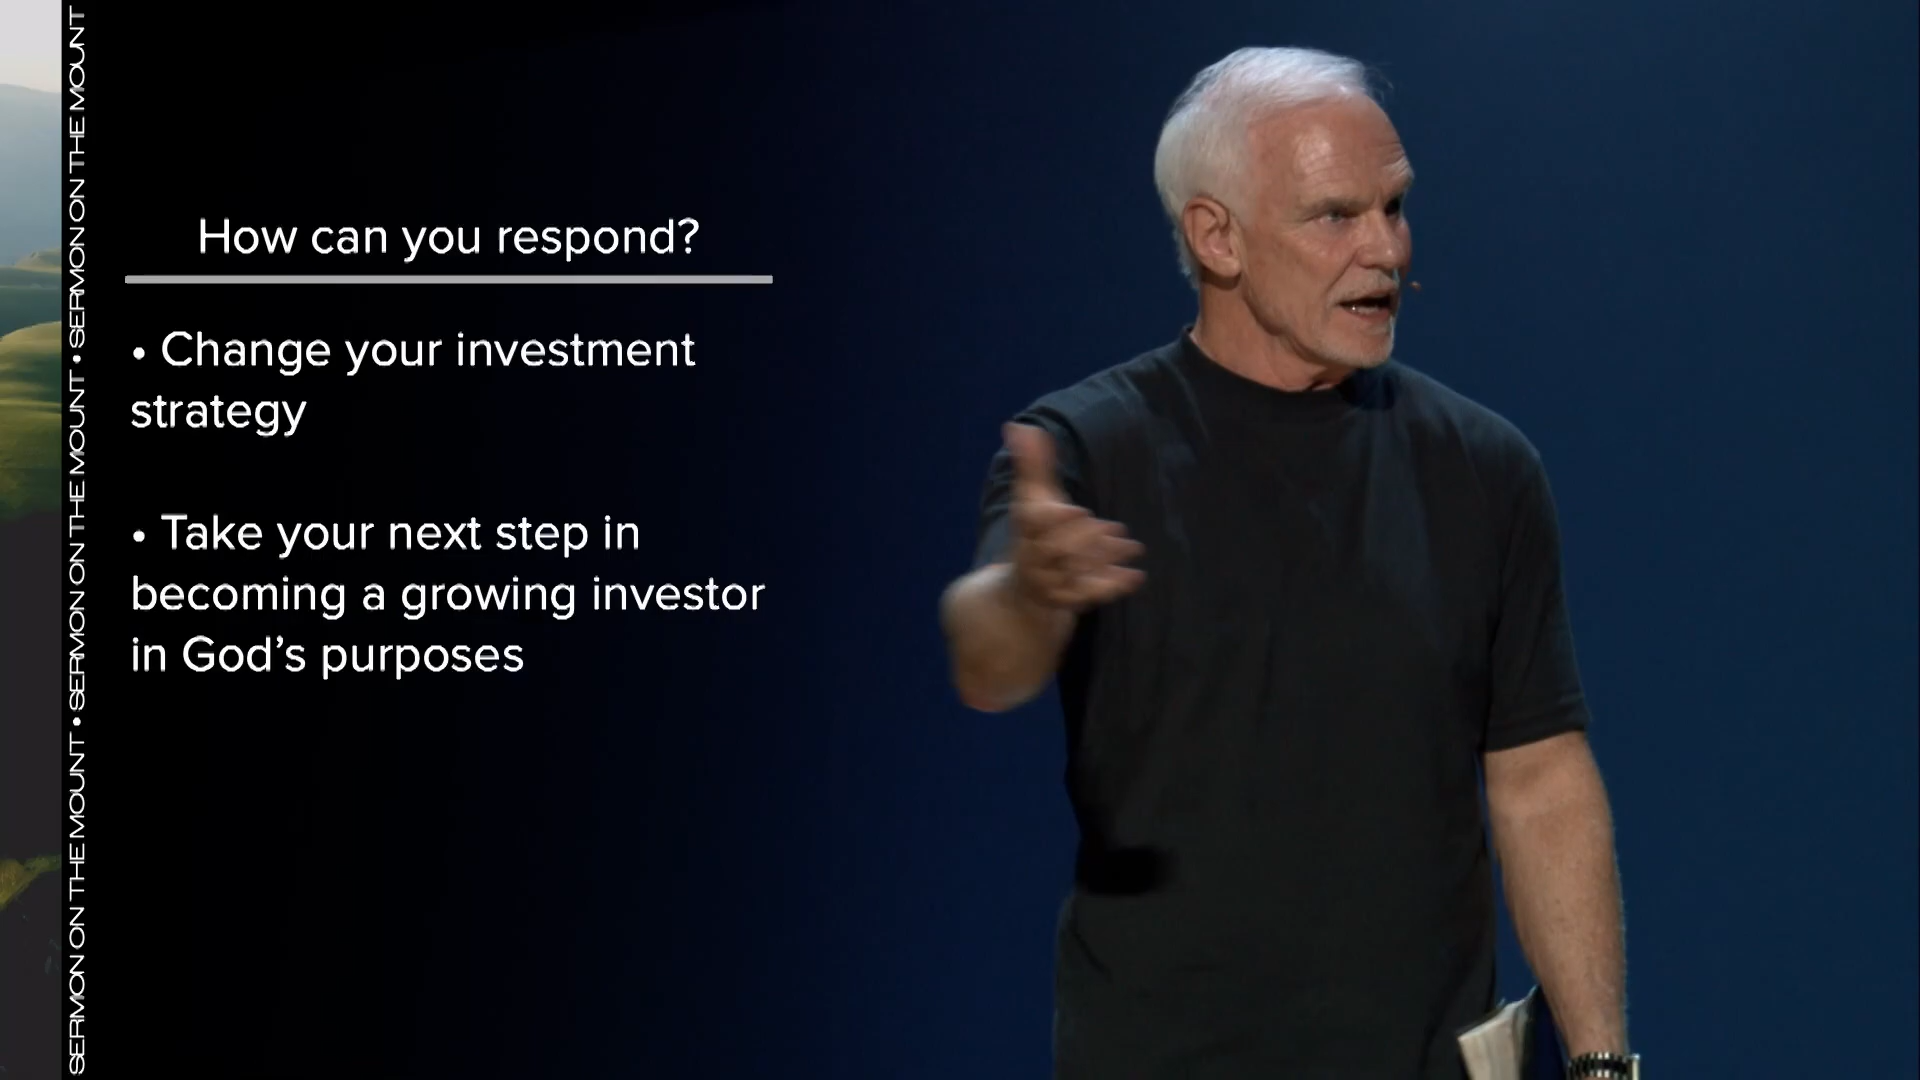 SERMON ON THE MOUNT • SERMON ON THE MOUNT • SERMON ON THE MOUNT
How can you respond?
• Change your investment
strategy
• Take your next step in
becoming a growing investor
in God’s purposes